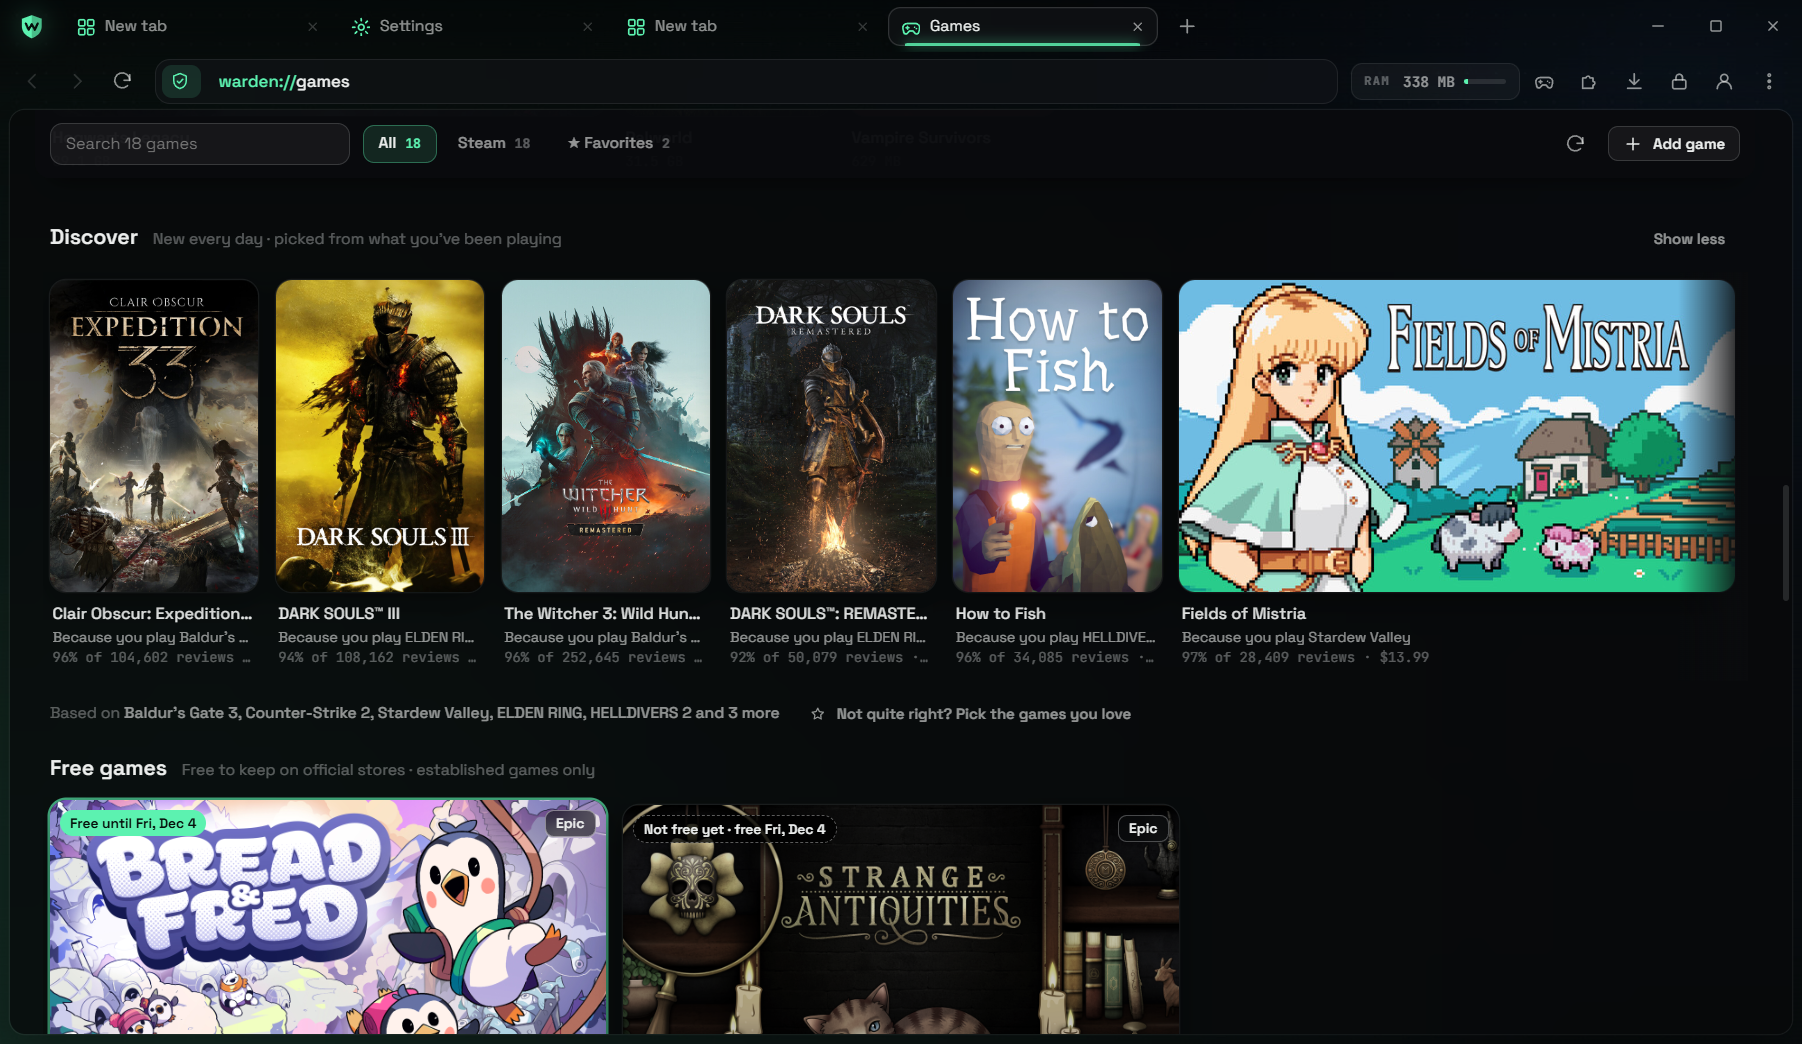 New tab
Settings
New tab
Games
warden://games
RAM 338 MB
Search 18 games
All 18
Steam 18
★ Favorites 2
Vampire Survivors
Add game
Discover New every day · picked from what you've been playing
Show less
CLAIR OBSCUR
EXPEDITION
33
DARK SOULS III
THE
WITCHER
WILD HUNT
REMASTERED
DARK SOULS
REMASTERED
How to
Fish
FIELDS OF MISTRIA
Clair Obscur: Expedition...
Because you play Baldur's ...
96% of 104,602 reviews …
DARK SOULS™ III
Because you play ELDEN RI...
94% of 108,162 reviews …
The Witcher 3: Wild Hun...
Because you play Baldur's ...
96% of 252,645 reviews …
DARK SOULS™: REMASTE...
Because you play ELDEN RI...
92% of 50,079 reviews ·…
How to Fish
Because you play HELLDIVE...
96% of 34,085 reviews ·…
Fields of Mistria
Because you play Stardew Valley
97% of 28,409 reviews · $13.99
Based on Baldur's Gate 3, Counter-Strike 2, Stardew Valley, ELDEN RING, HELLDIVERS 2 and 3 more
Not quite right? Pick the games you love
Free games Free to keep on official stores · established games only
Free until Fri, Dec 4
Epic
BREAD
&
FRED
Not free yet · free Fri, Dec 4
Epic
STRANGE
ANTIQUITIES